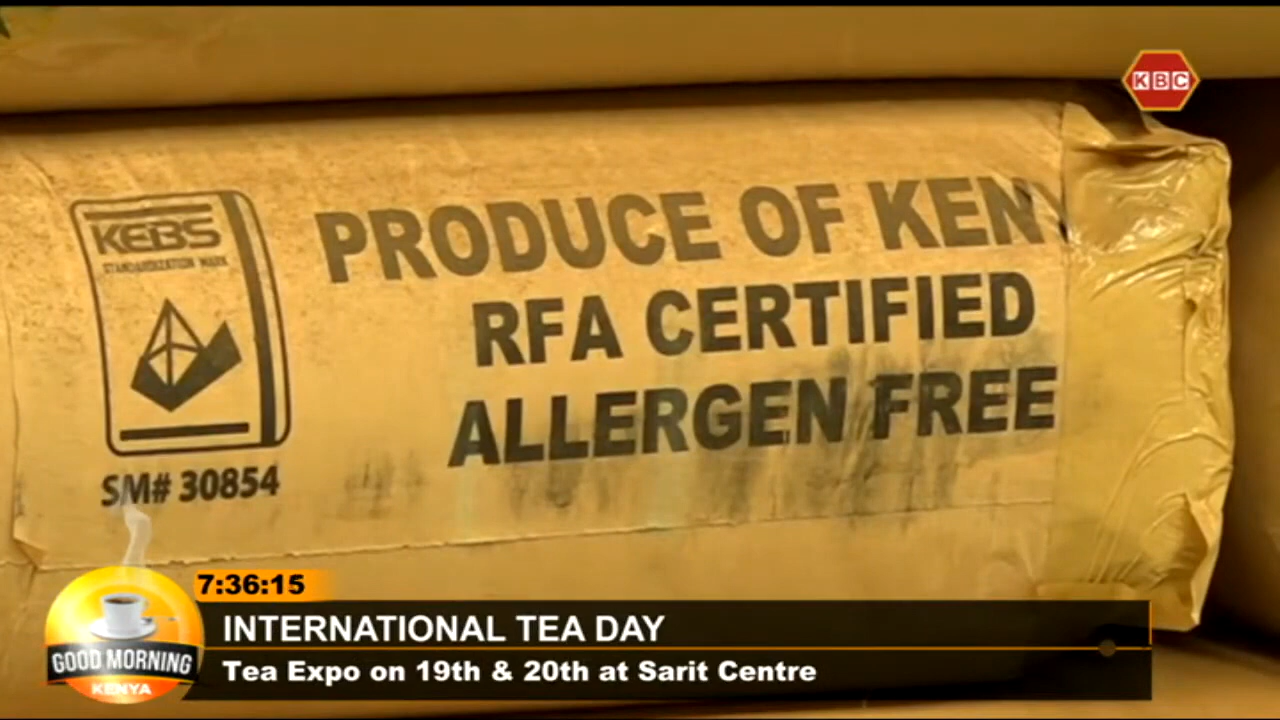 KBC
KEBS
STANDARDIZATION MARK
SM# 30854
PRODUCE OF KENY
RFA CERTIFIED
ALLERGEN FREE
7:36:15
INTERNATIONAL TEA DAY
Tea Expo on 19th & 20th at Sarit Centre
GOOD MORNING
KENYA